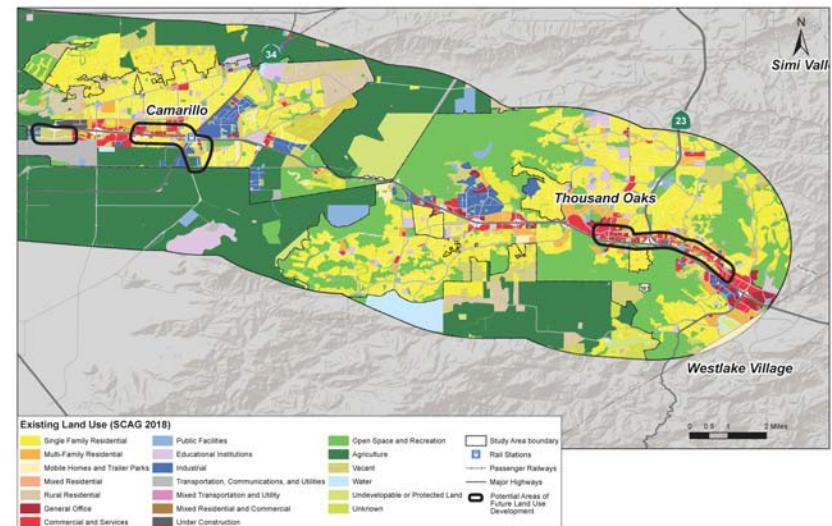 N
Simi Vall
34
Camarillo
23
Thousand Oaks
Westlake Village
0 0.5 1 2 Miles
Existing Land Use (SCAG 2018)
Single Family Residential
Multi-Family Residential
Mobile Homes and Trailer Parks
Mixed Residential
Rural Residential
General Office
Commercial and Services
Public Facilities
Educational Institutions
Industrial
Transportation, Communications, and Utilities
Mixed Transportation and Utility
Mixed Residential and Commercial
Under Construction
Open Space and Recreation
Agriculture
Vacant
Water
Undevelopable or Protected Land
Unknown
Study Area boundary
Rail Stations
Passenger Railways
Major Highways
Potential Areas of
Future Land Use
Development